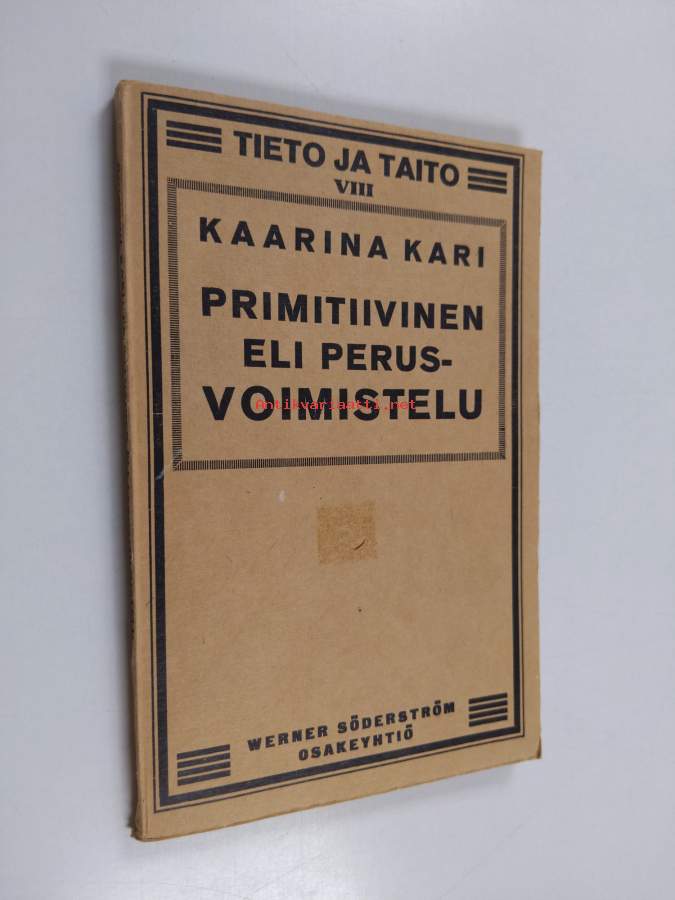 TIETO JA TAITO
VIII
KAARINA KARI
PRIMITIIVINEN
ELI PERUS-
VOIMISTELU
antikvariaatti.net
WERNER SÖDERSTRÖM
OSAKEYHTIÖ